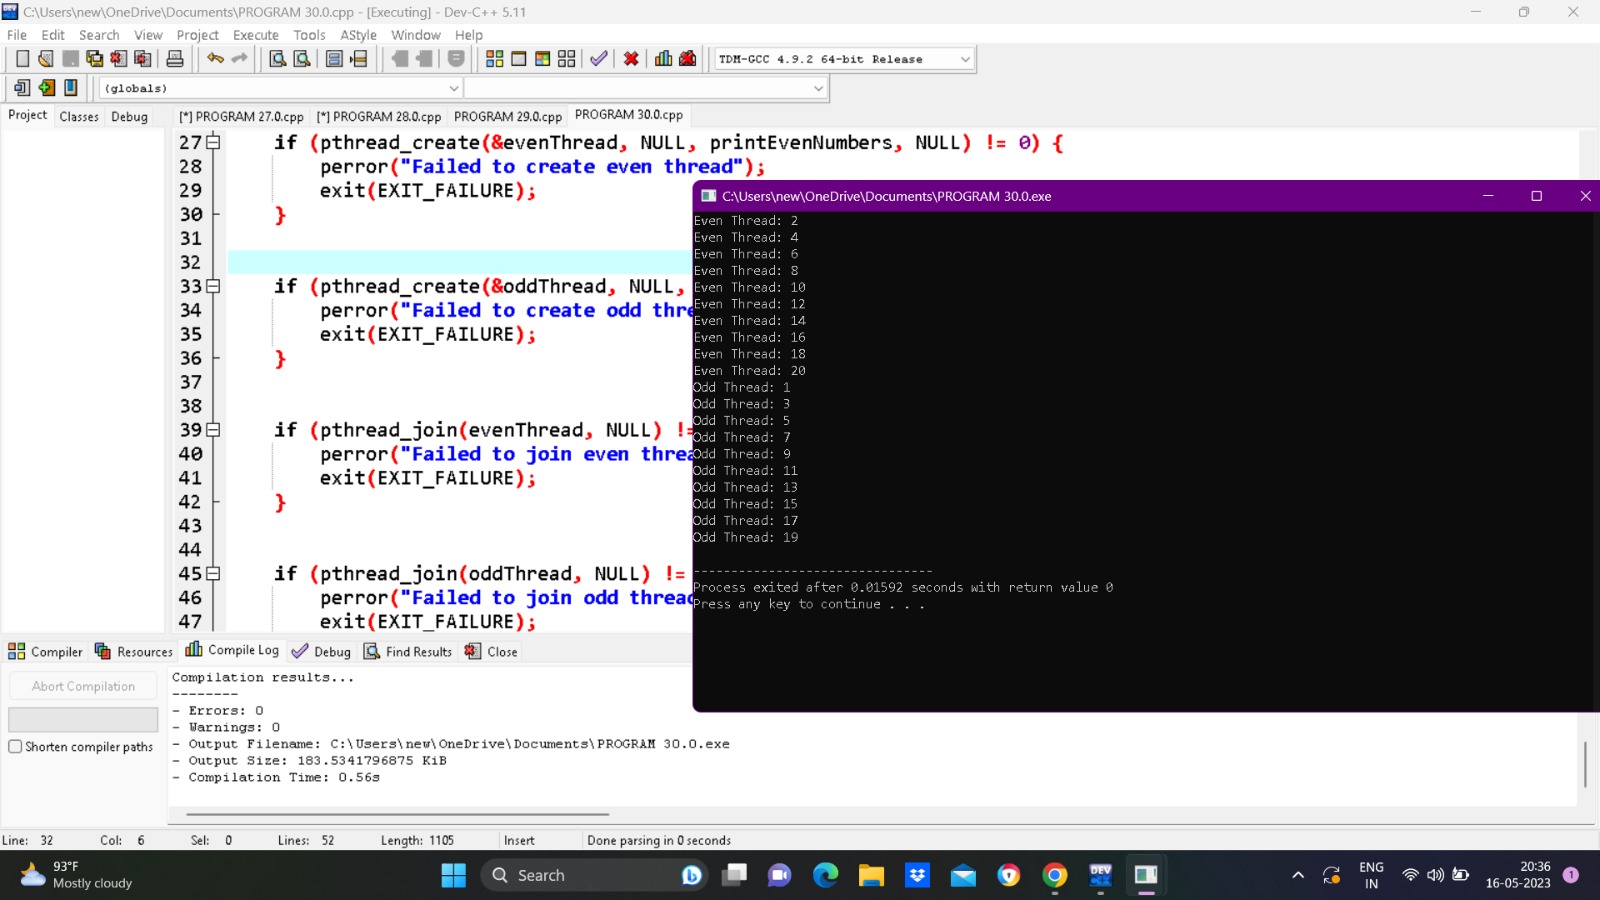 C:\Users\new\OneDrive\Documents\PROGRAM 30.0.cpp - [Executing] - Dev-C++ 5.11
File Edit Search View Project Execute Tools AStyle Window Help
TDM-GCC 4.9.2 64-bit Release
(globals)
Project Classes Debug
[*] PROGRAM 27.0.cpp [*] PROGRAM 28.0.cpp PROGRAM 29.0.cpp PROGRAM 30.0.cpp
27 if (pthread_create(&evenThread, NULL, printEvenNumbers, NULL) != 0) {
28 perror("Failed to create even thread");
29 exit(EXIT_FAILURE);
30 }
31
32
33 if (pthread_create(&oddThread, NULL,
34 perror("Failed to create odd thre
35 exit(EXIT_FAILURE);
36 }
37
38
39 if (pthread_join(evenThread, NULL) !=
40 perror("Failed to join even threa
41 exit(EXIT_FAILURE);
42 }
43
44
45 if (pthread_join(oddThread, NULL) !=
46 perror("Failed to join odd threac
47 exit(EXIT_FAILURE);
C:\Users\new\OneDrive\Documents\PROGRAM 30.0.exe
Even Thread: 2
Even Thread: 4
Even Thread: 6
Even Thread: 8
Even Thread: 10
Even Thread: 12
Even Thread: 14
Even Thread: 16
Even Thread: 18
Even Thread: 20
Odd Thread: 1
Odd Thread: 3
Odd Thread: 5
Odd Thread: 7
Odd Thread: 9
Odd Thread: 11
Odd Thread: 13
Odd Thread: 15
Odd Thread: 17
Odd Thread: 19
--------------------------------
Process exited after 0.01592 seconds with return value 0
Press any key to continue . . .
Compiler Resources Compile Log Debug Find Results Close
Abort Compilation
Shorten compiler paths
Compilation results...
--------
- Errors: 0
- Warnings: 0
- Output Filename: C:\Users\new\OneDrive\Documents\PROGRAM 30.0.exe
- Output Size: 183.5341796875 KiB
- Compilation Time: 0.56s
Line: 32 Col: 6 Sel: 0 Lines: 52 Length: 1105 Insert Done parsing in 0 seconds
93°F
Mostly cloudy
Search
DEV
ENG
IN
20:36
16-05-2023
1